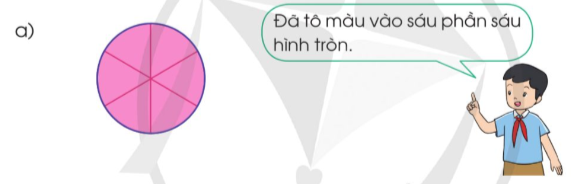 a)
Đã tô màu vào sáu phần sáu
hình tròn.